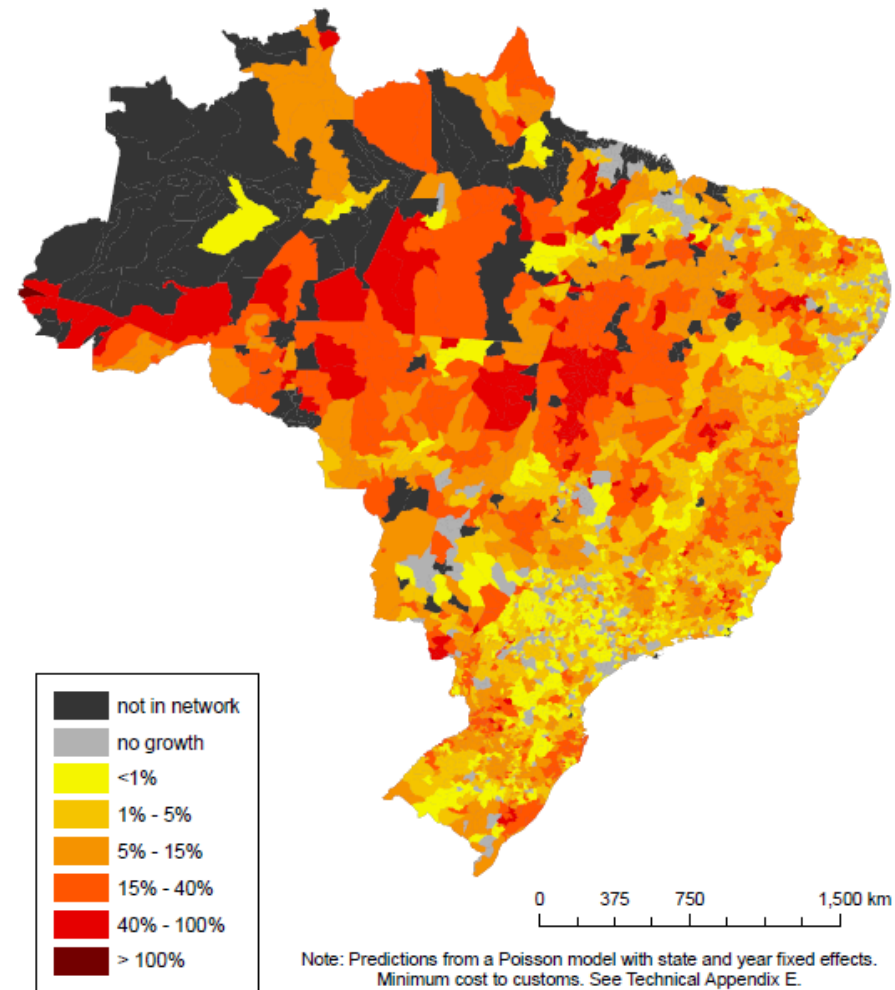 not in network
no growth
<1%
1% - 5%
5% - 15%
15% - 40%
40% - 100%
> 100%
0 375 750 1,500 km
Note: Predictions from a Poisson model with state and year fixed effects.
Minimum cost to customs. See Technical Appendix E.